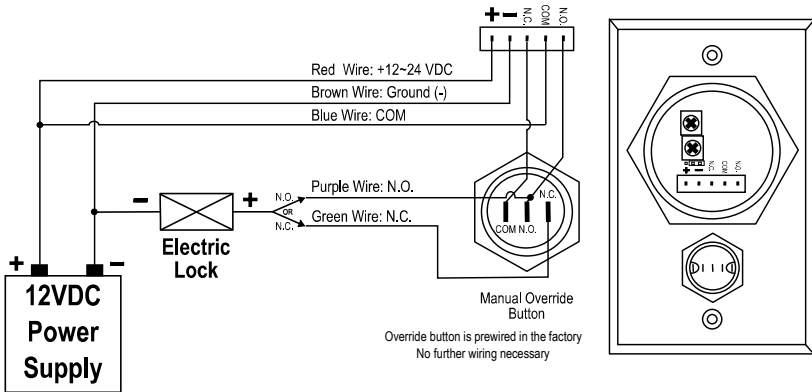 + − N.C. COM N.O.
Red Wire: +12~24 VDC
Brown Wire: Ground (-)
Blue Wire: COM
Purple Wire: N.O.
Green Wire: N.C.
− +
N.O.
OR
N.C.
Electric
Lock
N.C.
COM N.O.
+ −
12VDC
Power
Supply
Manual Override
Button
Override button is prewired in the factory
No further wiring necessary
+ − N.C. COM N.O.